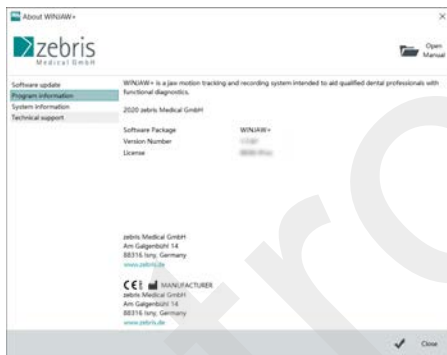 About WINJAW+
zebris
Medical GmbH
Open
Manual
Software update
Program information
System information
Technical support
WINJAW+ is a jaw motion tracking and recording system intended to aid qualified dental professionals with
functional diagnostics.
2020 zebris Medical GmbH
Software Package WINJAW+
Version Number
License
zebris Medical GmbH
Am Galgenbühl 14
88316 Isny, Germany
www.zebris.de
CE MANUFACTURER
zebris Medical GmbH
Am Galgenbühl 14
88316 Isny, Germany
www.zebris.de
Close